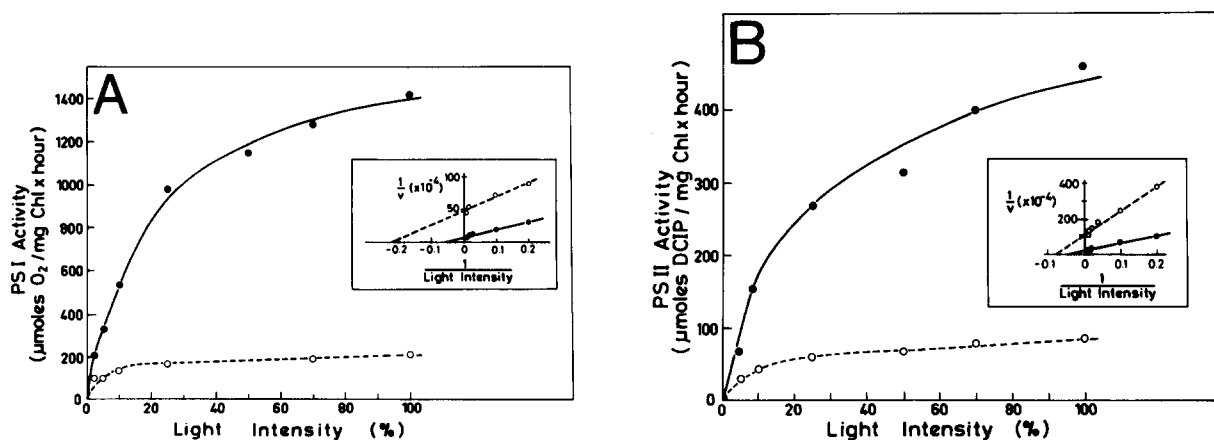 A
PS I Activity
(μmoles O2 / mg Chl x hour)
1400
1200
1000
800
600
400
200
0
0 20 40 60 80 100
Light Intensity (%)
1/v (x10^-4)
100
50
-0.2 -0.1 0 0.1 0.2
1
Light Intensity
B
PS II Activity
(μmoles DCIP / mg Chl x hour)
400
300
200
100
0
0 20 40 60 80 100
Light Intensity (%)
1/v (x10^-4)
400
200
-0.1 0 0.1 0.2
1
Light Intensity